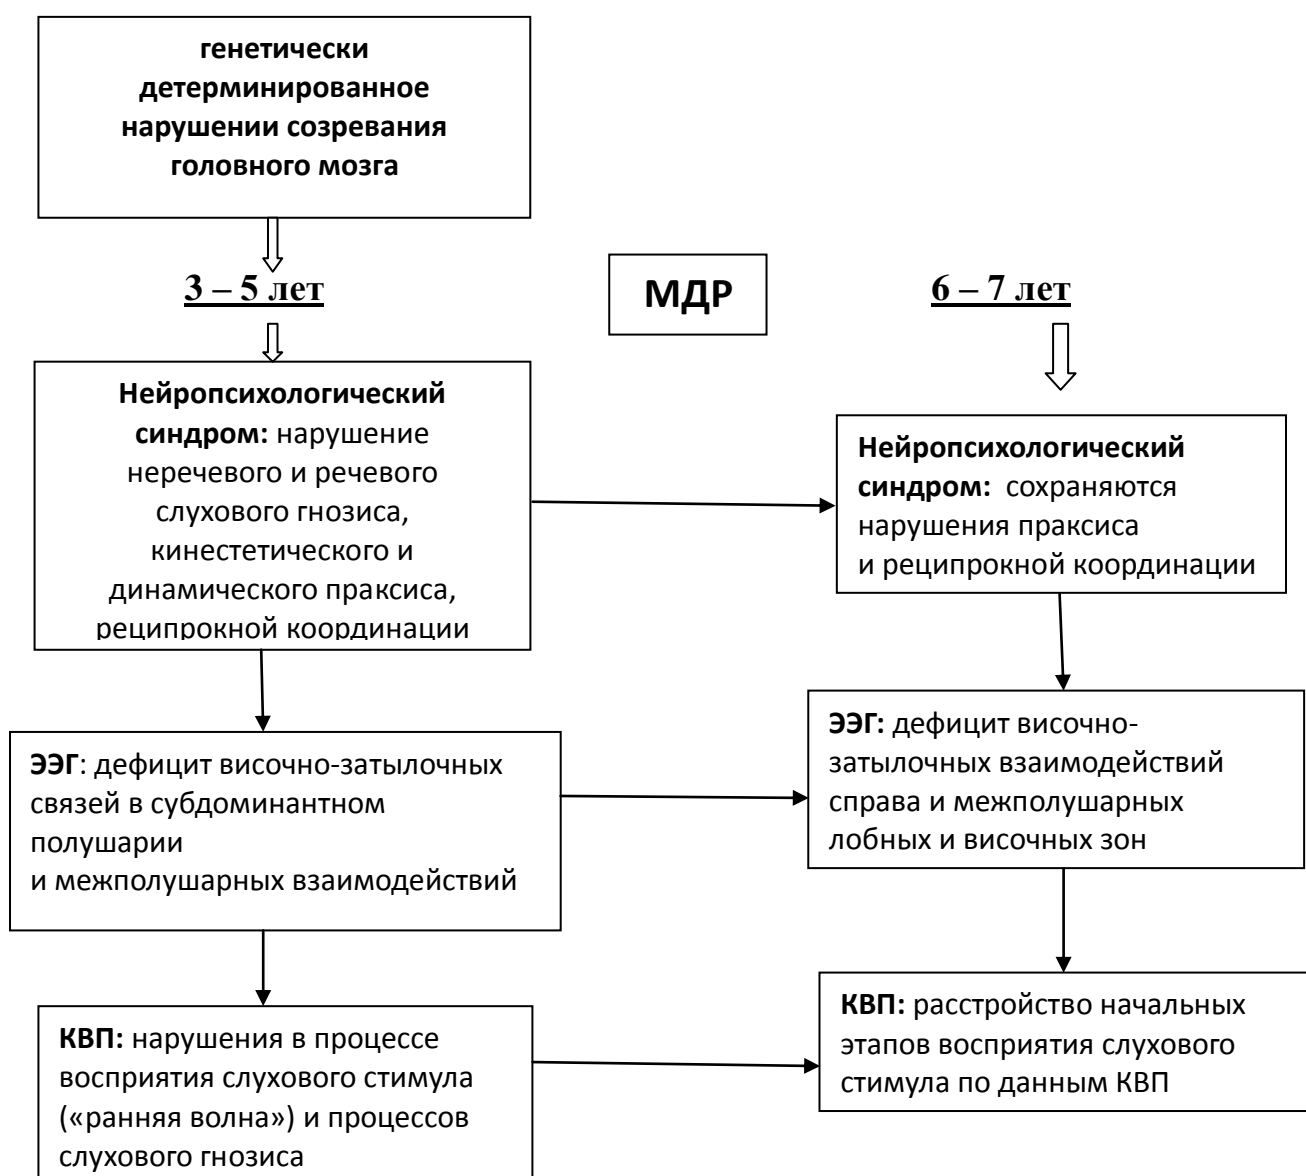 генетически
детерминированное
нарушении созревания
головного мозга
3 – 5 лет
МДР
6 – 7 лет
Нейропсихологический
синдром: нарушение
неречевого и речевого
слухового гнозиса,
кинестетического и
динамического праксиса,
реципрокной координации
Нейропсихологический
синдром: сохраняются
нарушения праксиса
и реципрокной координации
ЭЭГ: дефицит височно-затылочных
связей в субдоминантном
полушарии
и межполушарных взаимодействий
ЭЭГ: дефицит височно-
затылочных взаимодействий
справа и межполушарных
лобных и височных зон
КВП: нарушения в процессе
восприятия слухового стимула
(«ранняя волна») и процессов
слухового гнозиса
КВП: расстройство начальных
этапов восприятия слухового
стимула по данным КВП